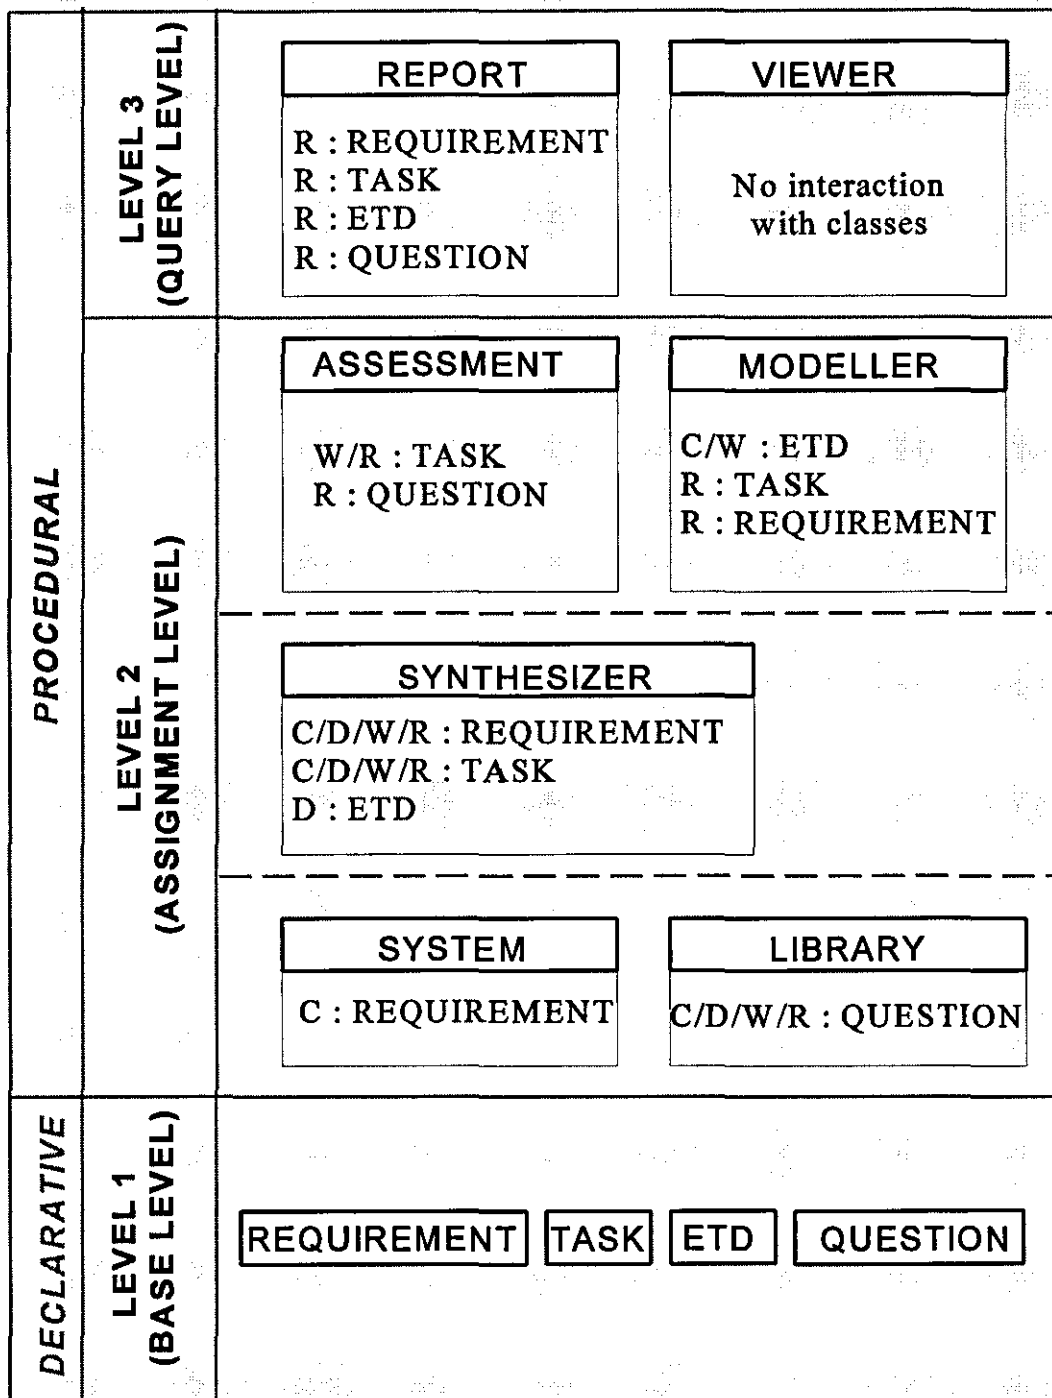 PROCEDURAL
LEVEL 3
(QUERY LEVEL)
REPORT
R : REQUIREMENT
R : TASK
R : ETD
R : QUESTION
VIEWER
No interaction
with classes
LEVEL 2
(ASSIGNMENT LEVEL)
ASSESSMENT
W/R : TASK
R : QUESTION
MODELLER
C/W : ETD
R : TASK
R : REQUIREMENT
SYNTHESIZER
C/D/W/R : REQUIREMENT
C/D/W/R : TASK
D : ETD
SYSTEM
C : REQUIREMENT
LIBRARY
C/D/W/R : QUESTION
DECLARATIVE
LEVEL 1
(BASE LEVEL)
REQUIREMENT
TASK
ETD
QUESTION